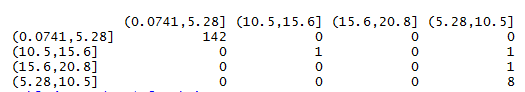 (0.0741,5.28] (10.5,15.6] (15.6,20.8] (5.28,10.5]
(0.0741,5.28] 142 0 0 0
(10.5,15.6] 0 1 0 1
(15.6,20.8] 0 0 0 1
(5.28,10.5] 0 0 0 8